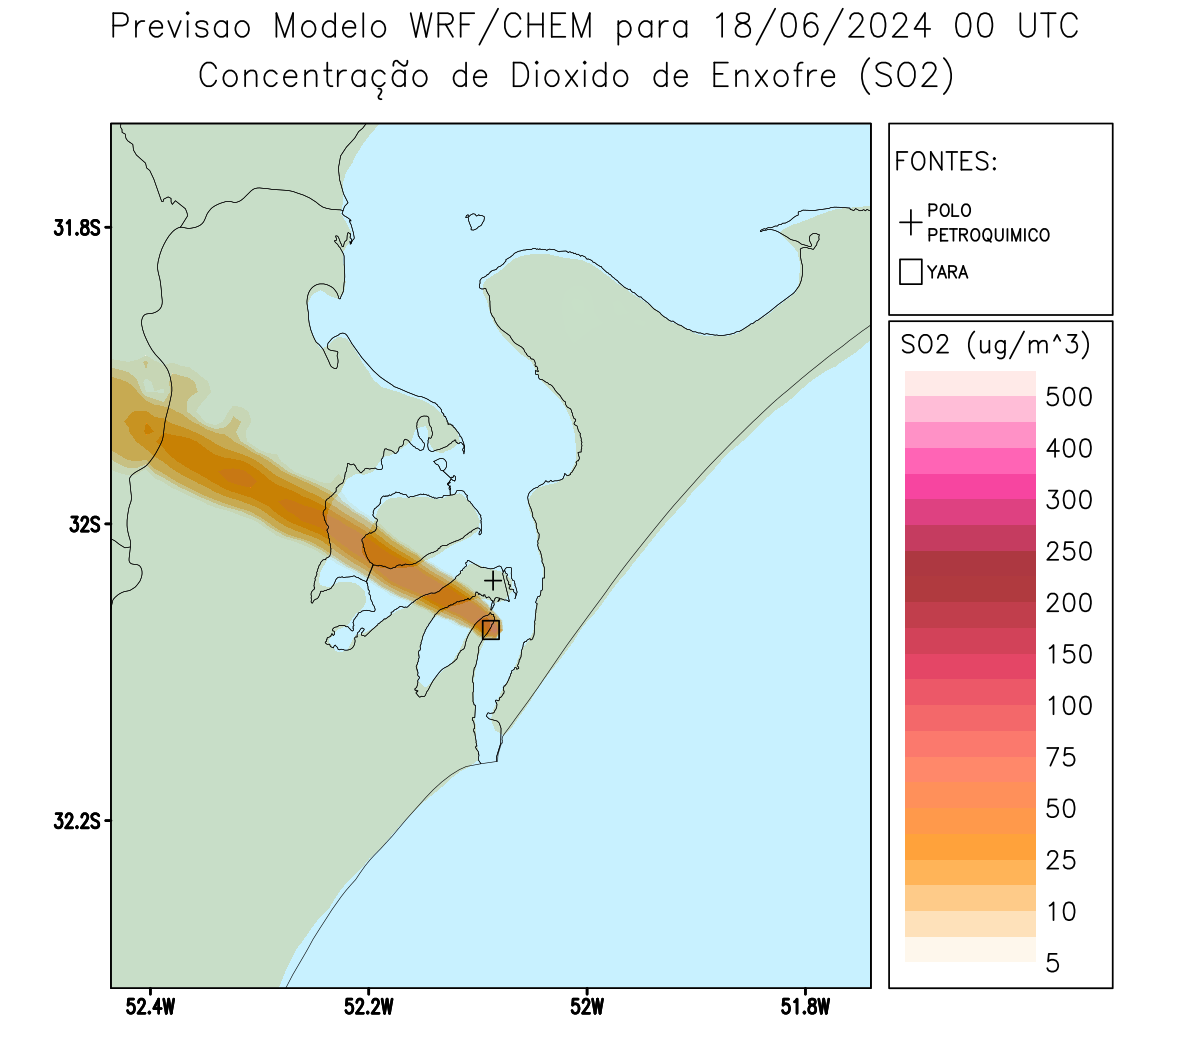 Previsao Modelo WRF/CHEM para 18/06/2024 00 UTC
Concentração de Dioxido de Enxofre (SO2)
FONTES:
POLO
PETROQUIMICO
YARA
SO2 (ug/m^3)
500
400
300
250
200
150
100
75
50
25
10
5
31.8S
32S
32.2S
52.4W
52.2W
52W
51.8W